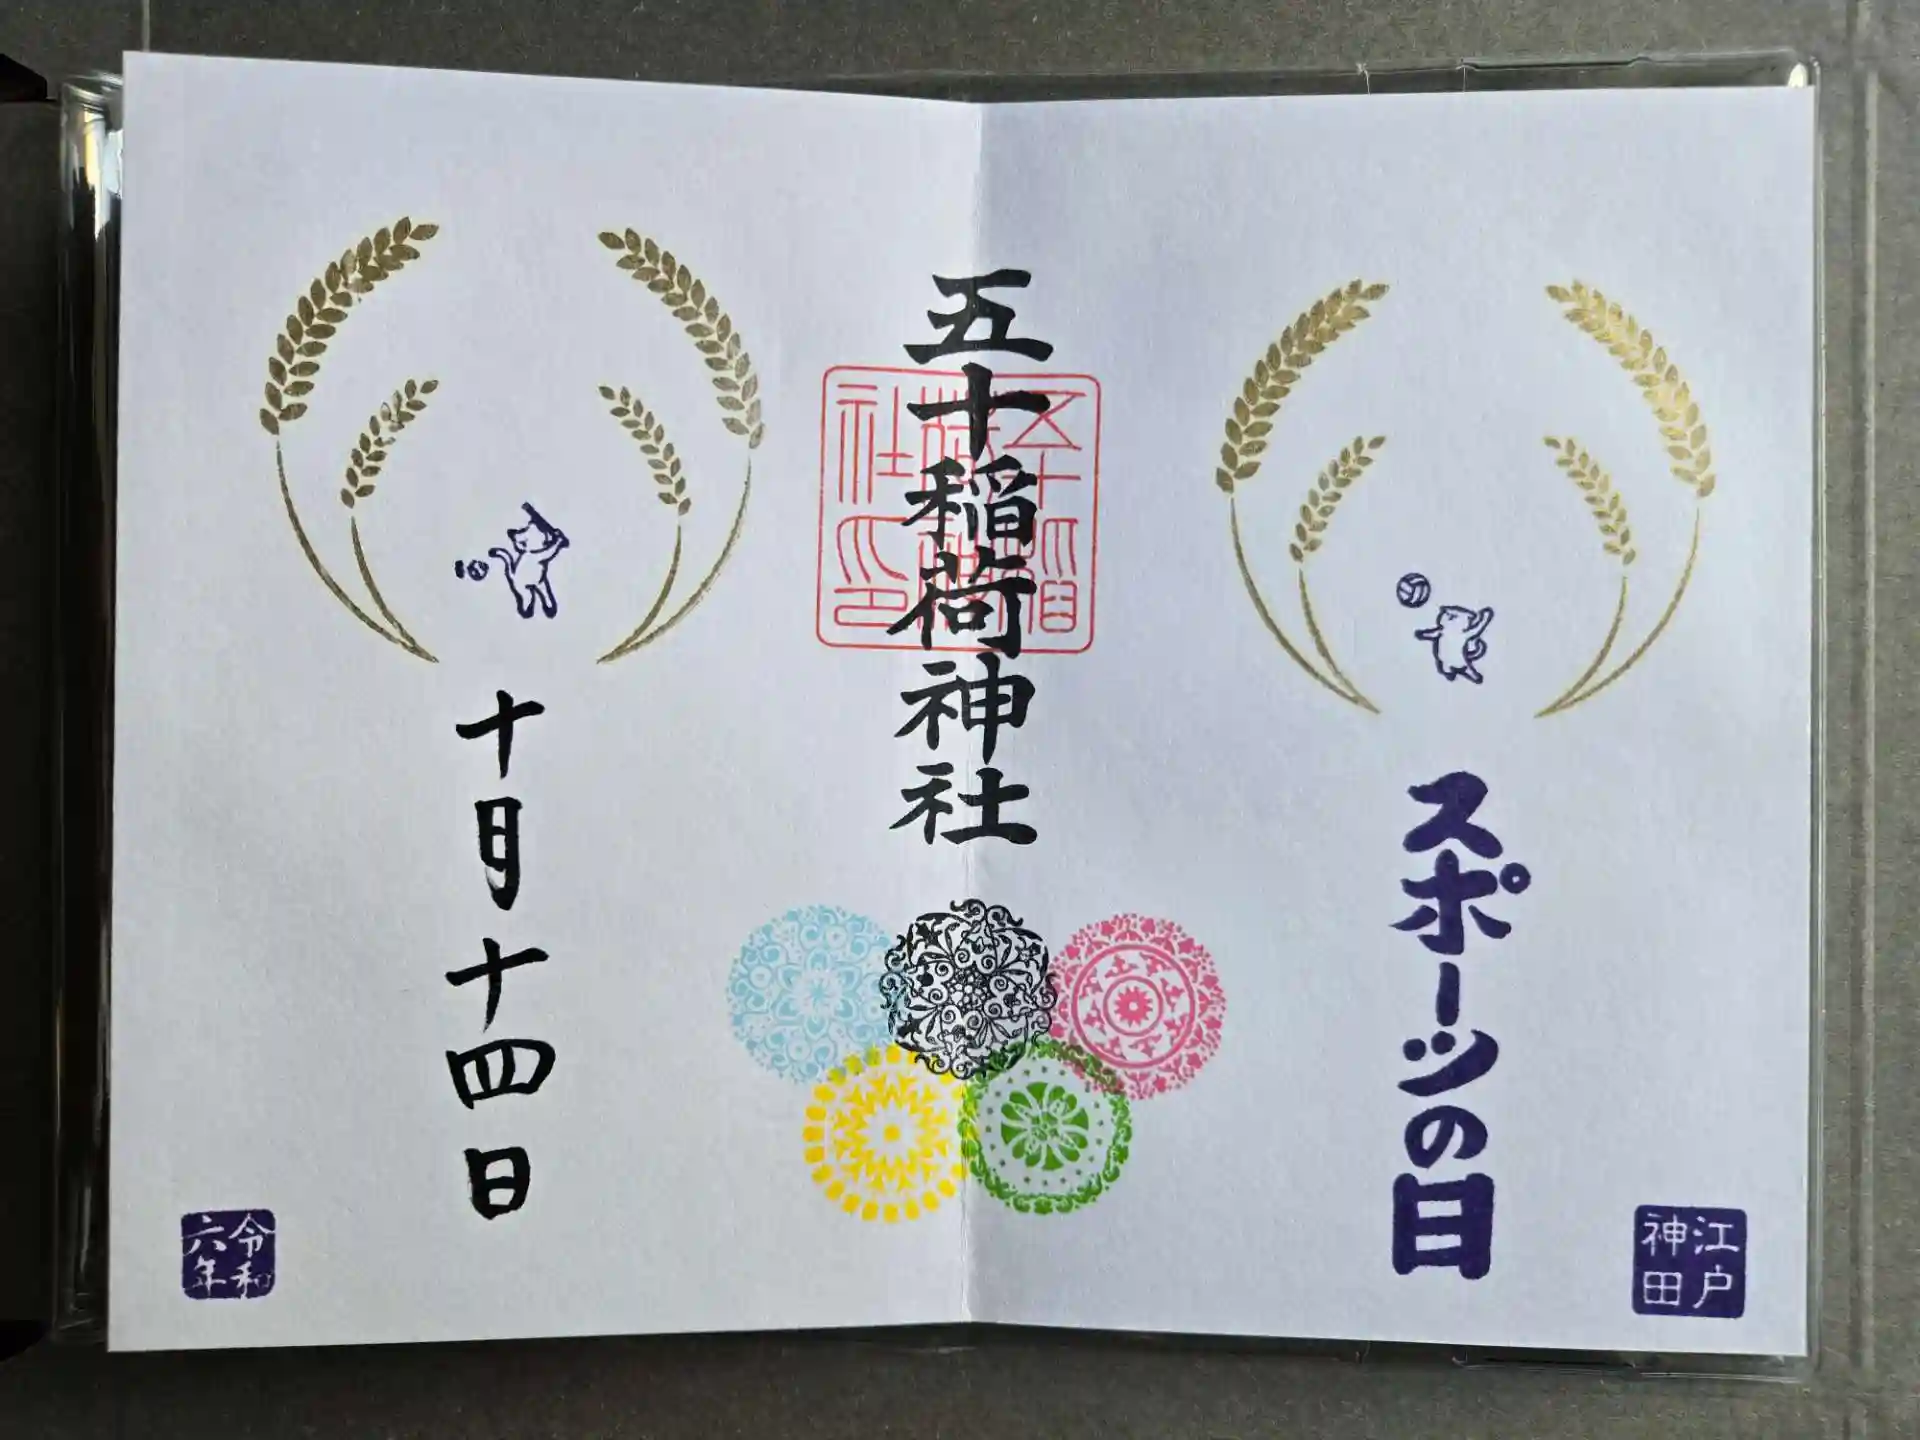 スポーツの日
江戸
神田
五十稲荷神社
十月十四日
令和
六年